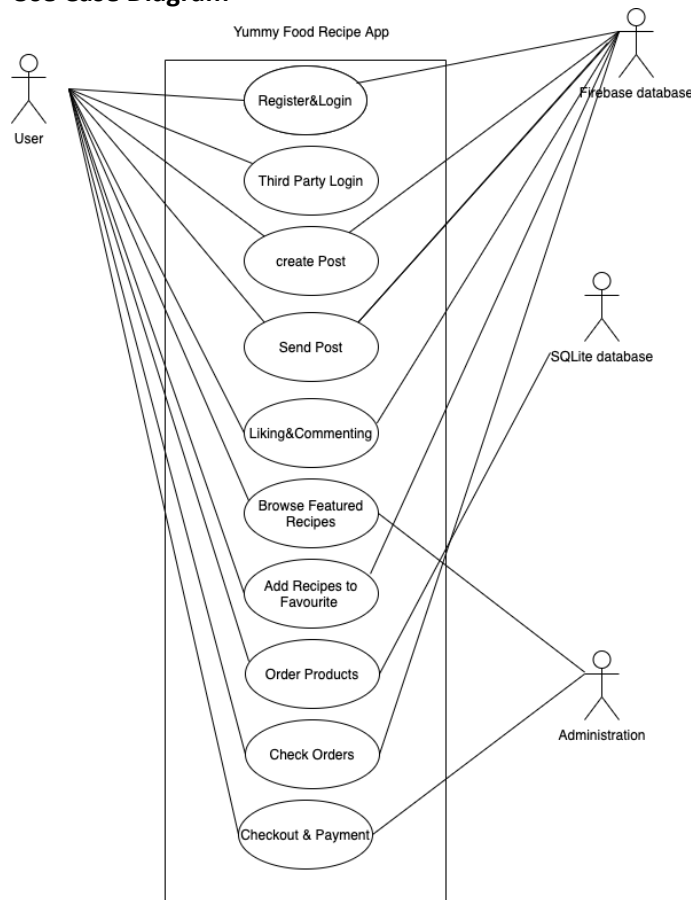 Use Case Diagram
Yummy Food Recipe App
Register&Login
Firebase database
User
Third Party Login
create Post
Send Post
SQLite database
Liking&Commenting
Browse Featured
Recipes
Add Recipes to
Favourite
Order Products
Administration
Check Orders
Checkout & Payment